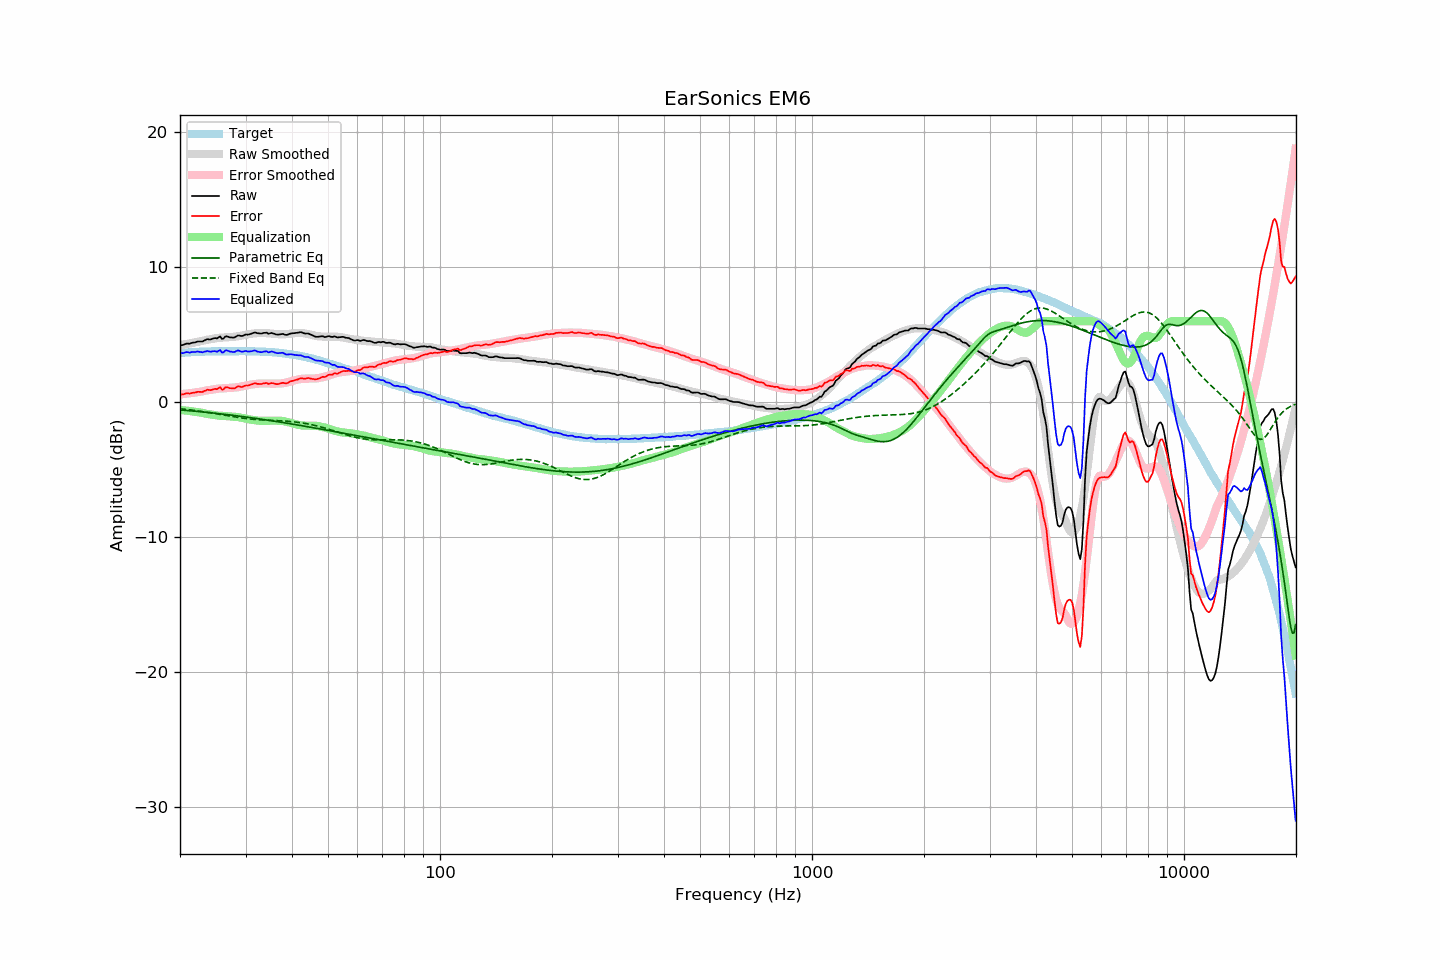 EarSonics EM6
20
10
0
−10
−20
−30
Amplitude (dBr)
Target
Raw Smoothed
Error Smoothed
Raw
Error
Equalization
Parametric Eq
Fixed Band Eq
Equalized
100
1000
10000
Frequency (Hz)